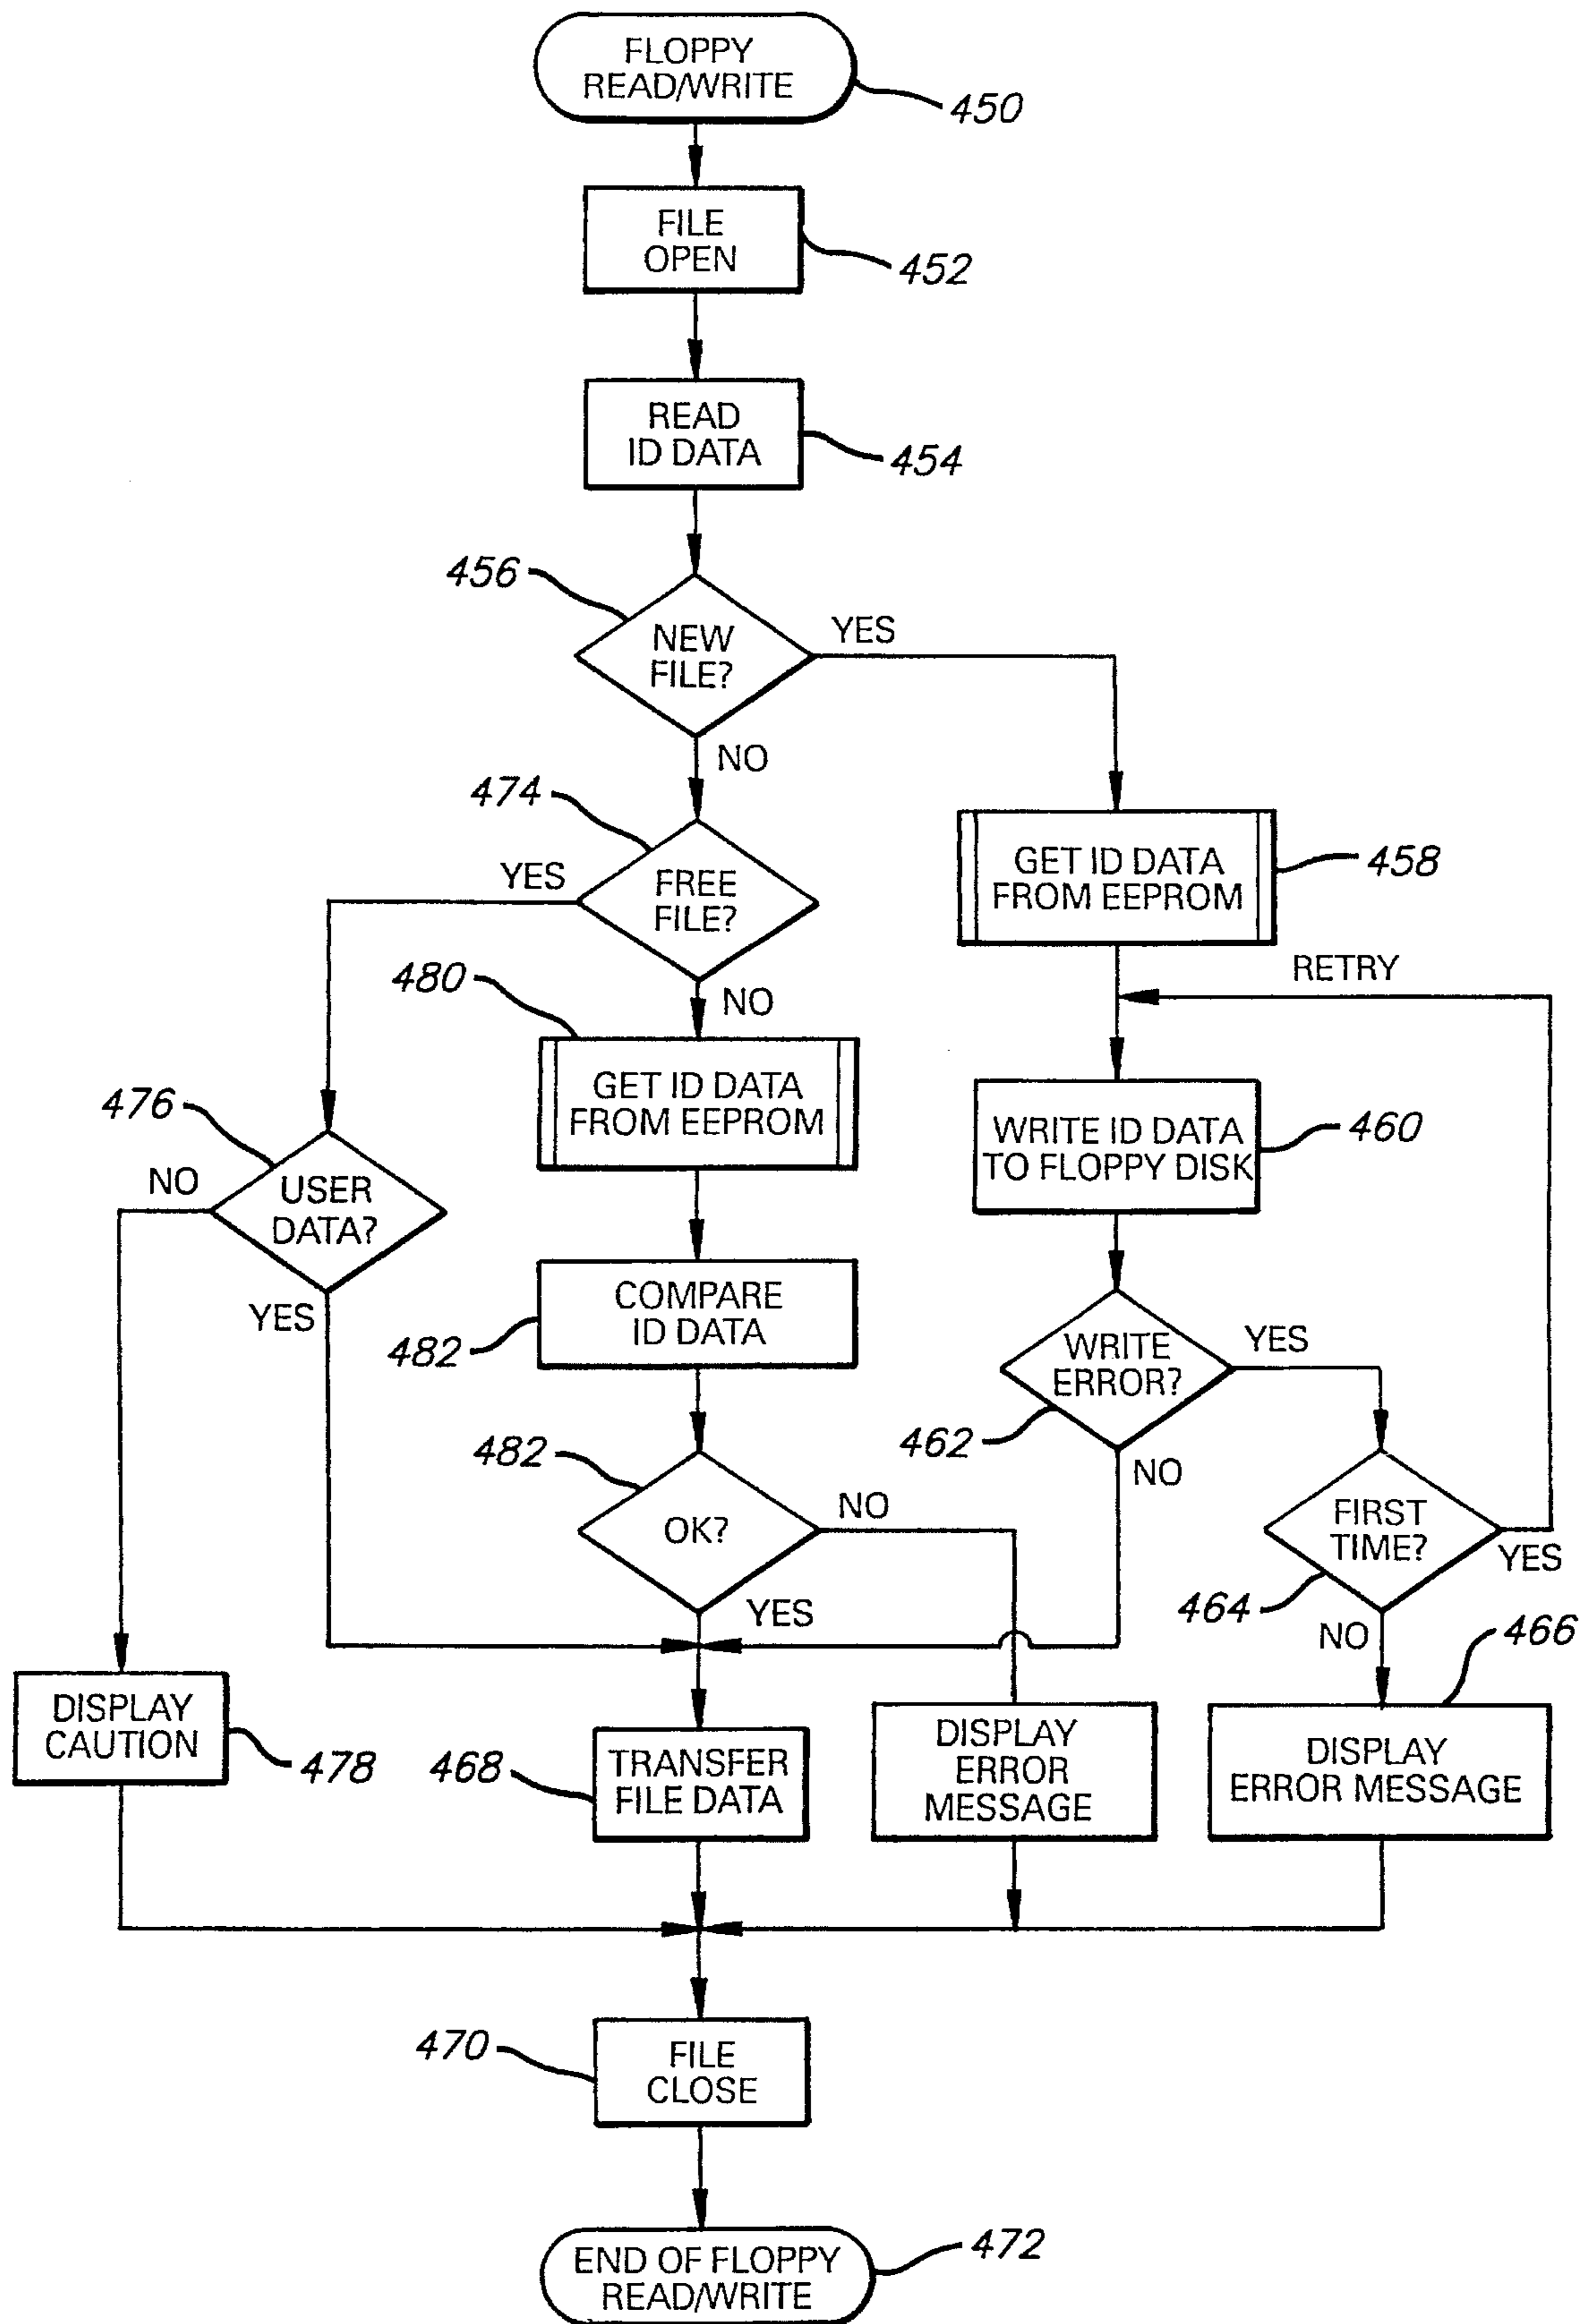 FLOPPY
READ/WRITE
450
FILE
OPEN
452
READ
ID DATA
454
456
NEW
FILE?
YES
NO
474
FREE
FILE?
YES
NO
GET ID DATA
FROM EEPROM
458
RETRY
480
GET ID DATA
FROM EEPROM
476
USER
DATA?
NO
YES
WRITE ID DATA
TO FLOPPY DISK
460
COMPARE
ID DATA
482
WRITE
ERROR?
YES
462
NO
482
OK?
NO
YES
FIRST
TIME?
YES
464
NO
466
DISPLAY
CAUTION
478
468
TRANSFER
FILE DATA
DISPLAY
ERROR
MESSAGE
DISPLAY
ERROR MESSAGE
470
FILE
CLOSE
END OF FLOPPY
READ/WRITE
472